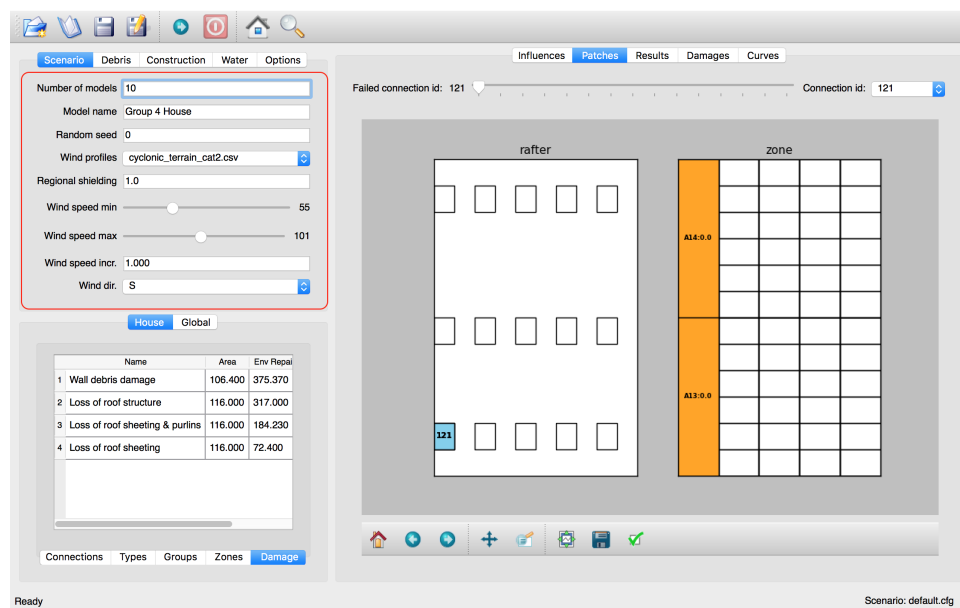 Scenario Debris Construction Water Options
Number of models 10
Model name Group 4 House
Random seed 0
Wind profiles cyclonic_terrain_cat2.csv
Regional shielding 1.0
Wind speed min 55
Wind speed max 101
Wind speed incr. 1.000
Wind dir. S
House Global
Name Area Env Repai
1 Wall debris damage 106.400 375.370
2 Loss of roof structure 116.000 317.000
3 Loss of roof sheeting & purlins 116.000 184.230
4 Loss of roof sheeting 116.000 72.400
Connections Types Groups Zones Damage
Influences Patches Results Damages Curves
Failed connection id: 121 Connection id: 121
rafter zone
A14:0.0
A13:0.0
121
Ready Scenario: default.cfg